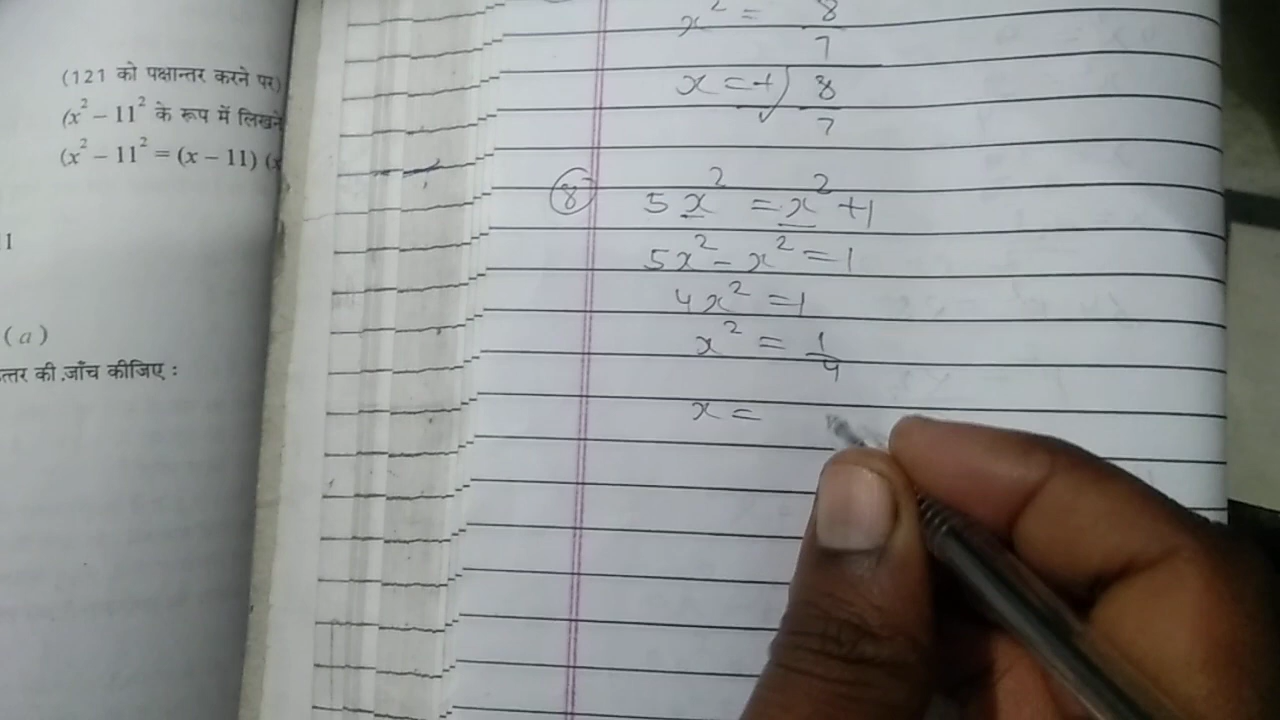 (121 को पक्षान्तर करने पर)
(x² – 11² के रूप में लिखने
(x² – 11² = (x – 11) (x
11
(a)
त्तर की जाँच कीजिए :
x² = 8/7
x = ±√8/7
(8) 5x² = x² + 1
5x² - x² = 1
4x² = 1
x² = 1/4
x =